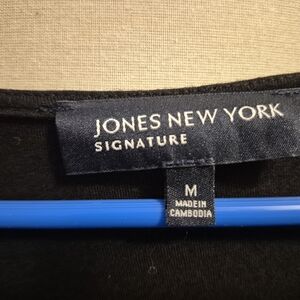 JONES NEW YORK
SIGNATURE
M
MADE IN
CAMBODIA